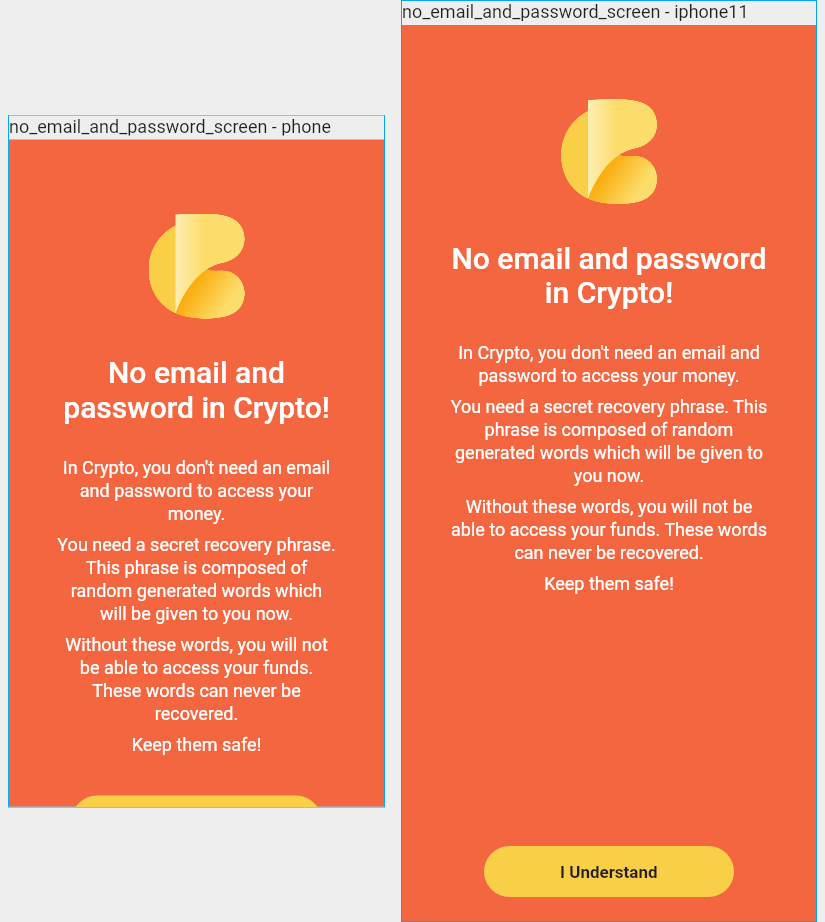 no_email_and_password_screen - phone
No email and
password in Crypto!
In Crypto, you don't need an email
and password to access your
money.
You need a secret recovery phrase.
This phrase is composed of
random generated words which
will be given to you now.
Without these words, you will not
be able to access your funds.
These words can never be
recovered.
Keep them safe!
no_email_and_password_screen - iphone11
No email and password
in Crypto!
In Crypto, you don't need an email and
password to access your money.
You need a secret recovery phrase. This
phrase is composed of random
generated words which will be given to
you now.
Without these words, you will not be
able to access your funds. These words
can never be recovered.
Keep them safe!
I Understand